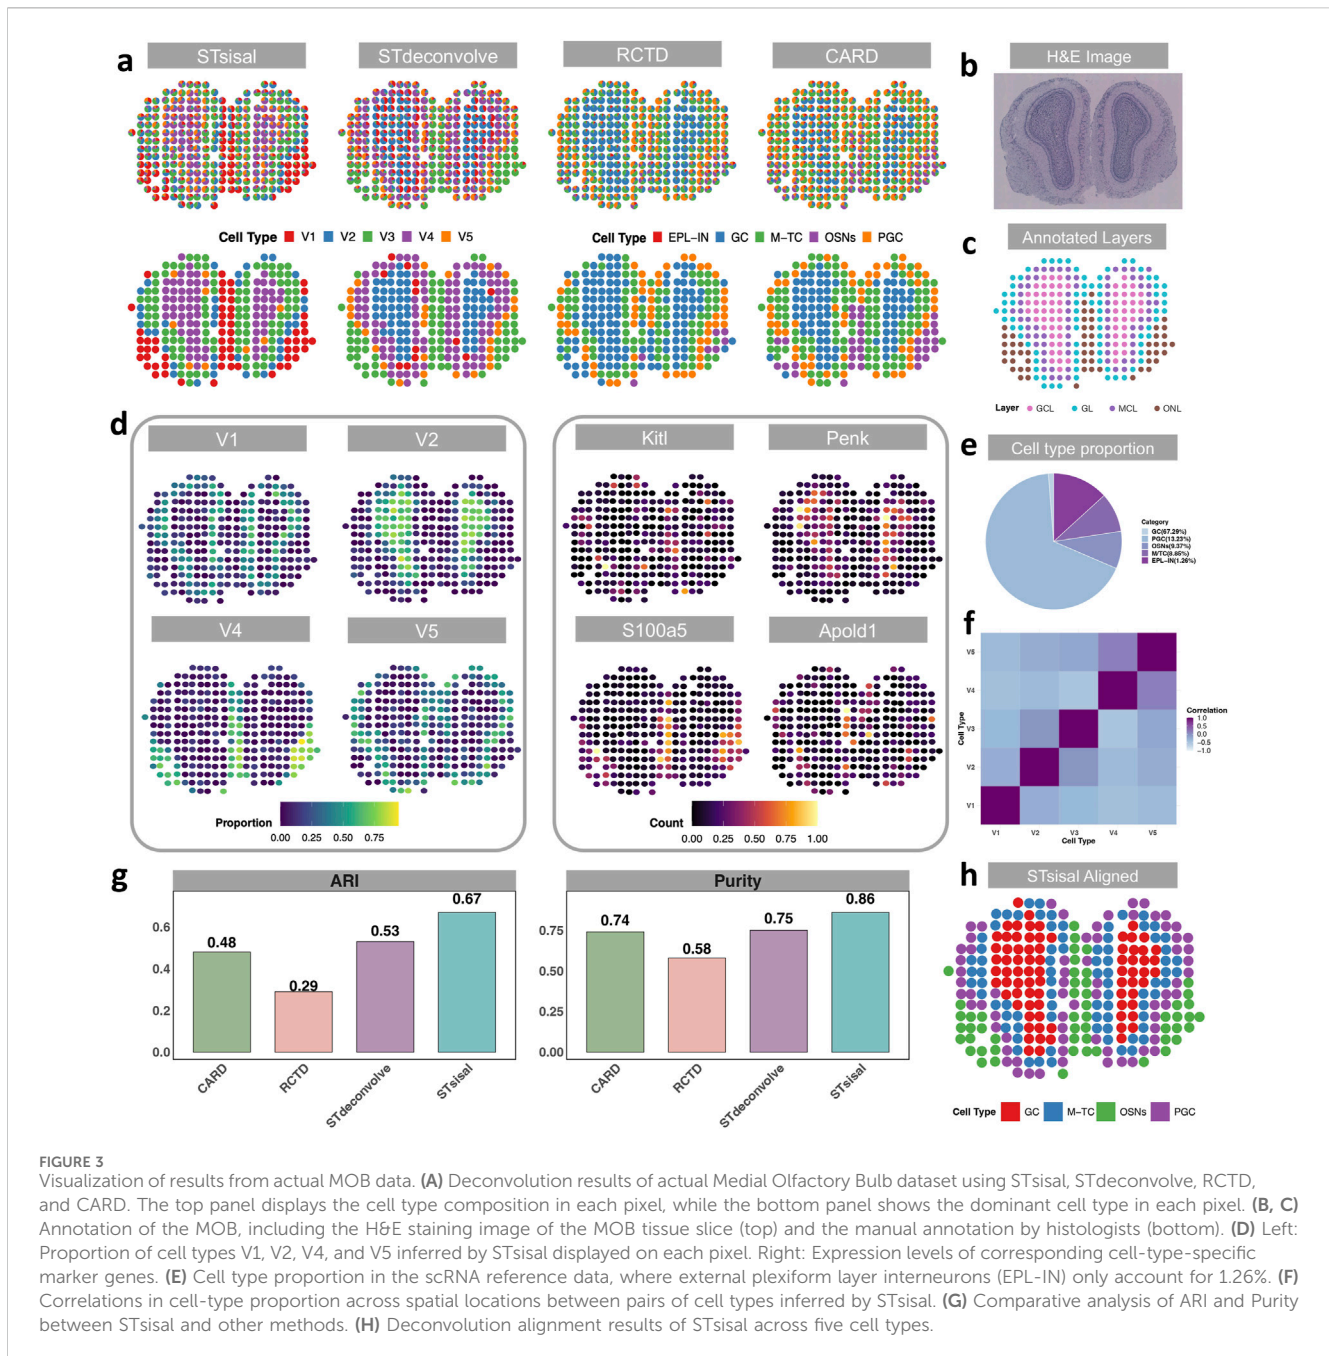 a
STsisal
STdeconvolve
RCTD
CARD
Cell Type V1 V2 V3 V4 V5
Cell Type EPL-IN GC M-TC OSNs PGC
b
H&E Image
c
Annotated Layers
Layer GCL GL MCL ONL
d
V1
V2
V4
V5
Proportion
0.00 0.25 0.50 0.75
Kitl
Penk
S100a5
Apold1
Count
0.00 0.25 0.50 0.75 1.00
e
Cell type proportion
Category
GC(67.29%)
PGC(13.23%)
OSNs(9.37%)
M/TC(8.85%)
EPL-IN(1.26%)
f
V5
V4
V3
V2
V1
Cell Type
V1 V2 V3 V4 V5
Cell Type
Correlation
1.0
0.5
0.0
-0.5
-1.0
g
ARI
0.6
0.4
0.2
0.0
0.48
0.29
0.53
0.67
CARD
RCTD
STdeconvolve
STsisal
Purity
0.75
0.50
0.25
0.00
0.74
0.58
0.75
0.86
CARD
RCTD
STdeconvolve
STsisal
h
STsisal Aligned
Cell Type GC M-TC OSNs PGC
FIGURE 3
Visualization of results from actual MOB data. (A) Deconvolution results of actual Medial Olfactory Bulb dataset using STsisal, STdeconvolve, RCTD,
and CARD. The top panel displays the cell type composition in each pixel, while the bottom panel shows the dominant cell type in each pixel. (B, C)
Annotation of the MOB, including the H&E staining image of the MOB tissue slice (top) and the manual annotation by histologists (bottom). (D) Left:
Proportion of cell types V1, V2, V4, and V5 inferred by STsisal displayed on each pixel. Right: Expression levels of corresponding cell-type-specific
marker genes. (E) Cell type proportion in the scRNA reference data, where external plexiform layer interneurons (EPL-IN) only account for 1.26%. (F)
Correlations in cell-type proportion across spatial locations between pairs of cell types inferred by STsisal. (G) Comparative analysis of ARI and Purity
between STsisal and other methods. (H) Deconvolution alignment results of STsisal across five cell types.